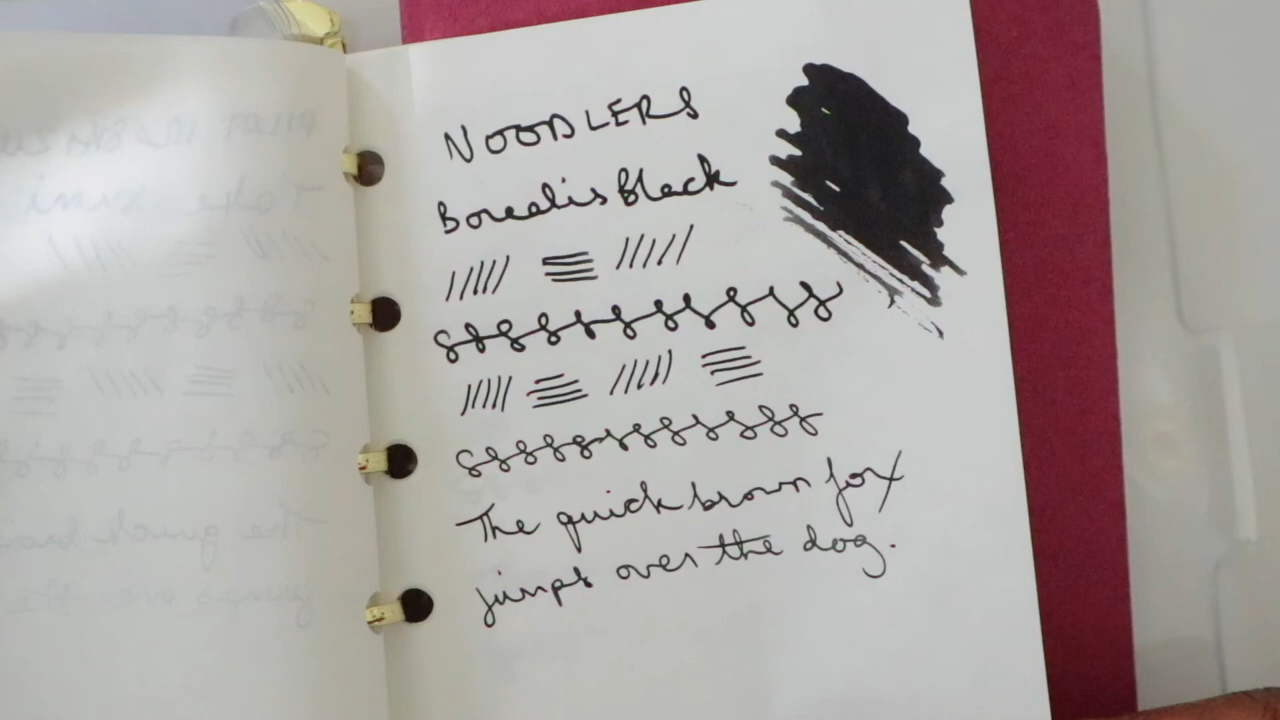 NOODLERS
Borealis Black
The quick brown fox
jumps over the dog.